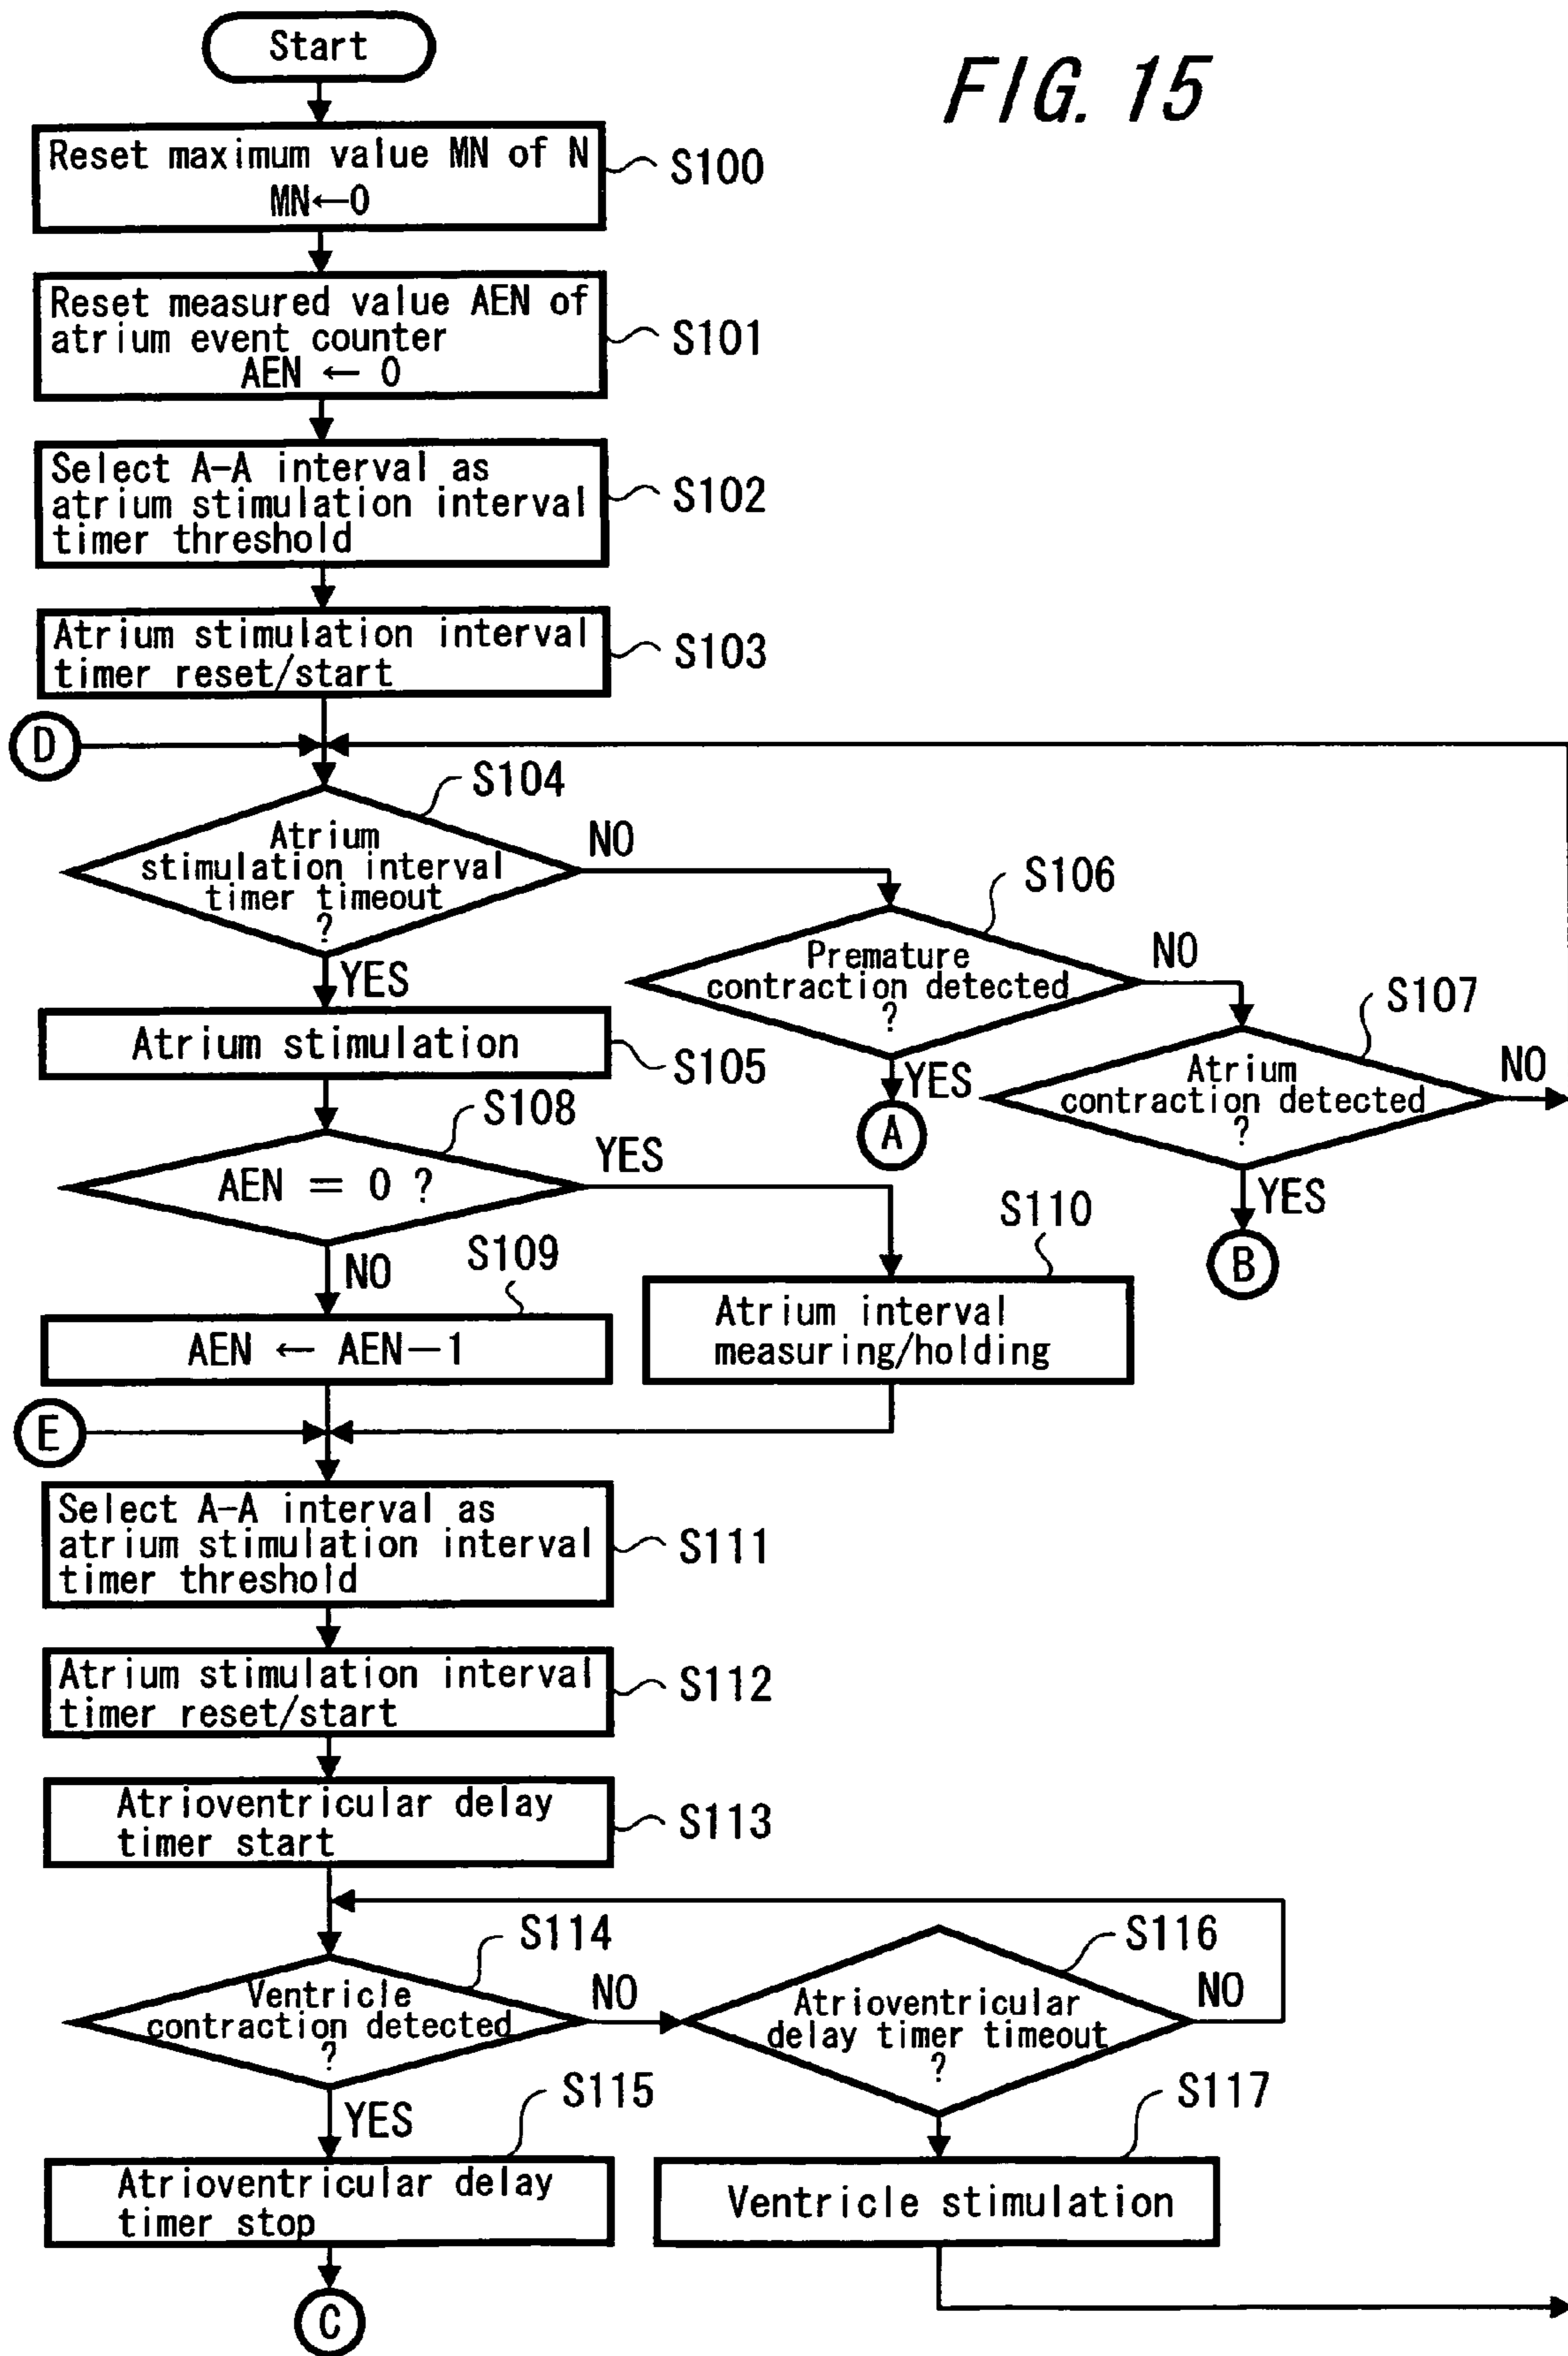 Start
FIG. 15
Reset maximum value MN of N
MN←0
S100
Reset measured value AEN of
atrium event counter
AEN ← 0
S101
Select A-A interval as
atrium stimulation interval
timer threshold
S102
Atrium stimulation interval
timer reset/start
S103
D
S104
Atrium
stimulation interval
timer timeout
?
NO
YES
S106
Premature
contraction detected
?
NO
YES
A
S107
Atrium
contraction detected
?
NO
YES
B
Atrium stimulation
S105
S108
AEN = 0 ?
YES
NO
S109
AEN ← AEN-1
S110
Atrium interval
measuring/holding
E
Select A-A interval as
atrium stimulation interval
timer threshold
S111
Atrium stimulation interval
timer reset/start
S112
Atrioventricular delay
timer start
S113
S114
Ventricle
contraction detected
?
NO
YES
S116
Atrioventricular
delay timer timeout
?
NO
S115
Atrioventricular delay
timer stop
S117
Ventricle stimulation
C